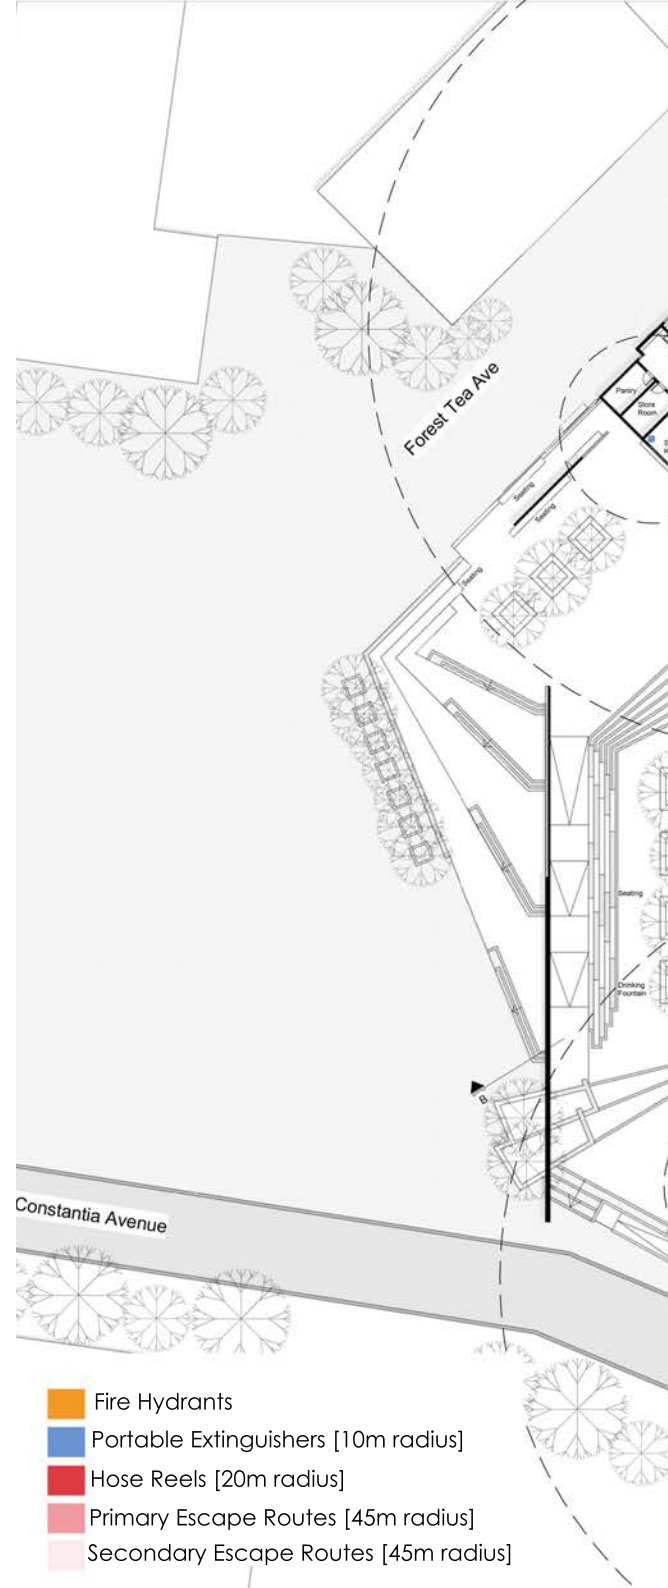 Forest Tea Ave
Pantry
Store
Room
Seating
Seating
Seating
Seating
Drinking
Fountain
B
Constantia Avenue
Fire Hydrants
Portable Extinguishers [10m radius]
Hose Reels [20m radius]
Primary Escape Routes [45m radius]
Secondary Escape Routes [45m radius]